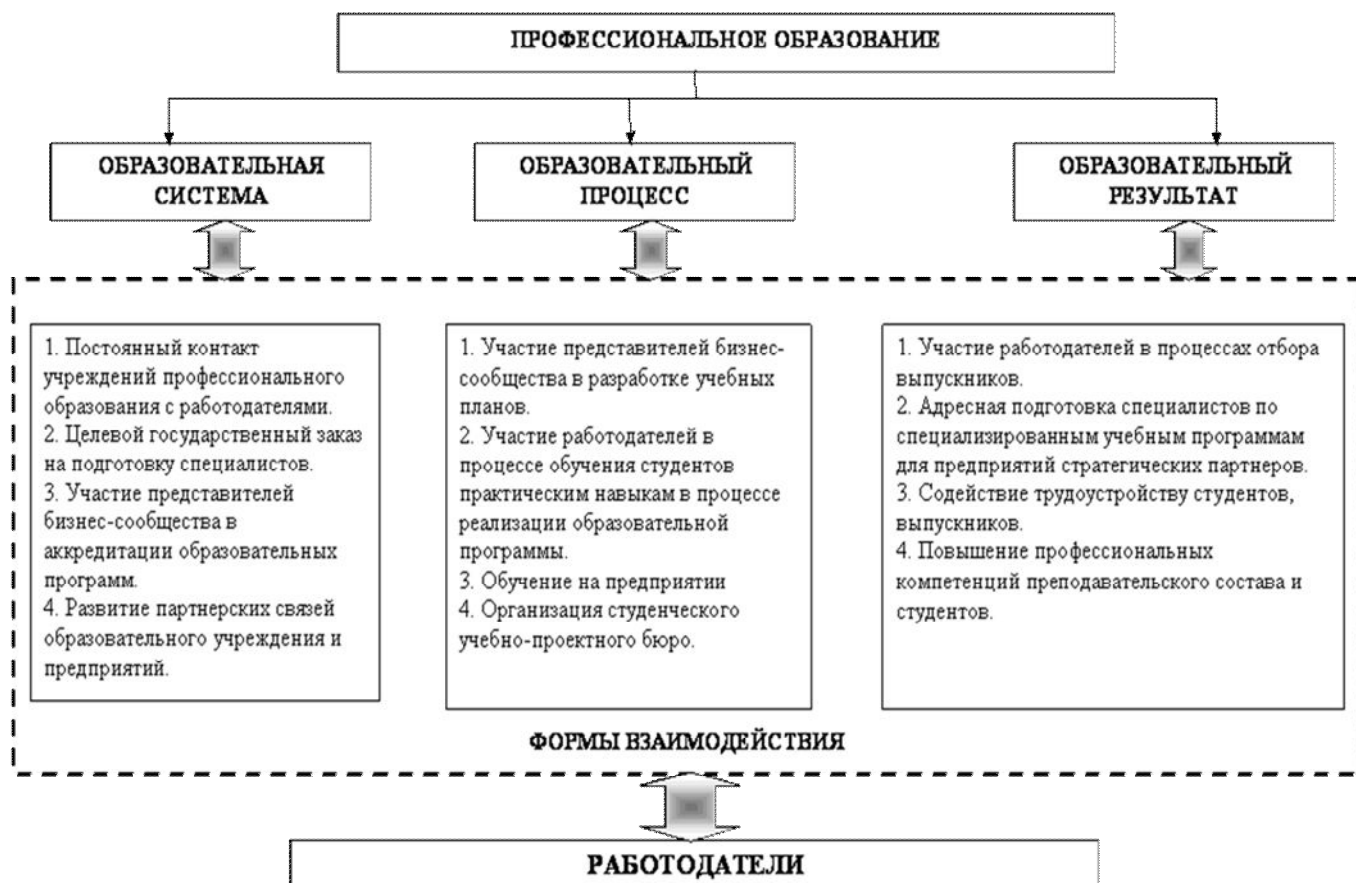 ПРОФЕССИОНАЛЬНОЕ ОБРАЗОВАНИЕ
ОБРАЗОВАТЕЛЬНАЯ
СИСТЕМА
ОБРАЗОВАТЕЛЬНЫЙ
ПРОЦЕСС
ОБРАЗОВАТЕЛЬНЫЙ
РЕЗУЛЬТАТ
1. Постоянный контакт
учреждений профессионального
образования с работодателями.
2. Целевой государственный заказ
на подготовку специалистов.
3. Участие представителей
бизнес-сообщества в
аккредитации образовательных
программ.
4. Развитие партнерских связей
образовательного учреждения и
предприятий.
1. Участие представителей бизнес-
сообщества в разработке учебных
планов.
2. Участие работодателей в
процессе обучения студентов
практическим навыкам в процессе
реализации образовательной
программы.
3. Обучение на предприятии
4. Организация студенческого
учебно-проектного бюро.
1. Участие работодателей в процессах отбора
выпускников.
2. Адресная подготовка специалистов по
специализированным учебным программам
для предприятий стратегических партнеров.
3. Содействие трудоустройству студентов,
выпускников.
4. Повышение профессиональных
компетенций преподавательского состава и
студентов.
ФОРМЫ ВЗАИМОДЕЙСТВИЯ
РАБОТОДАТЕЛИ